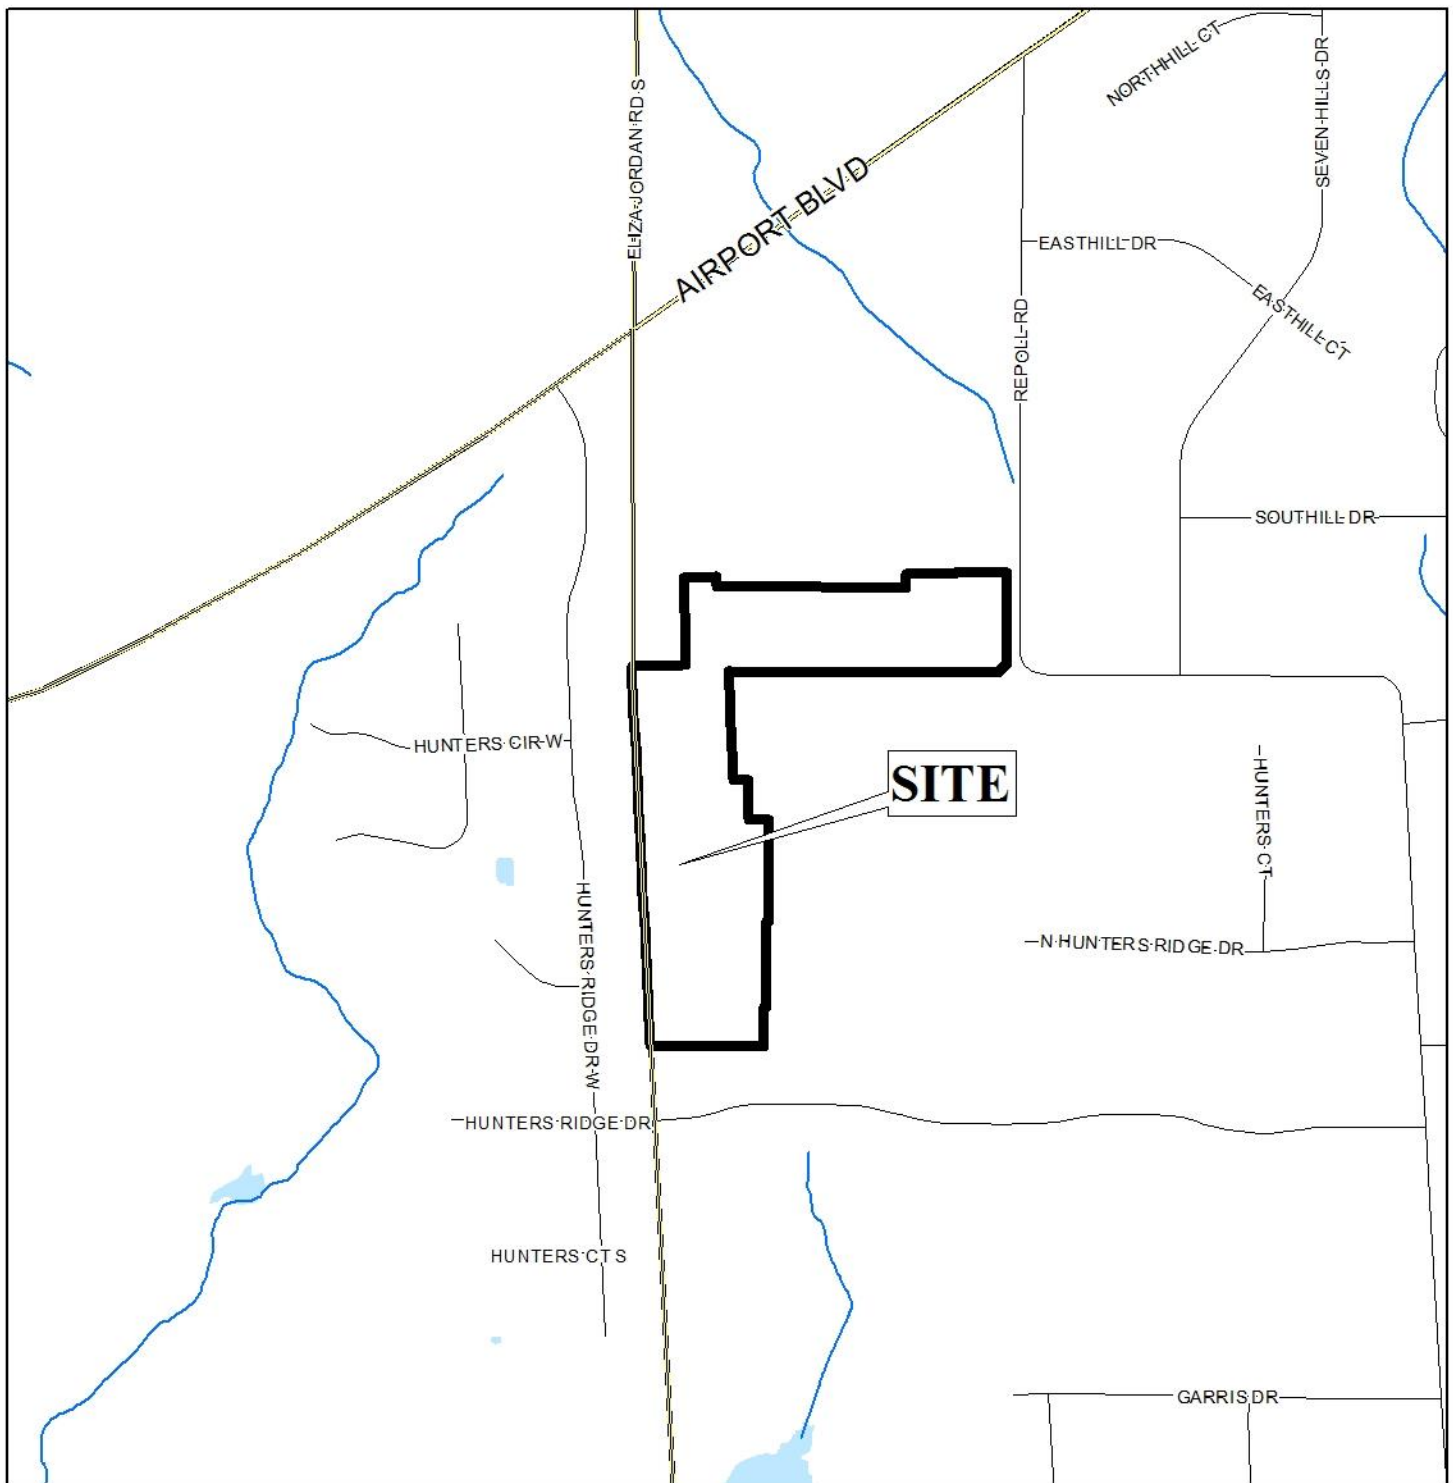 NORTHHILL CT
SEVEN HILLS DR
ELIZA JORDAN RD S
AIRPORT BLVD
EASTHILL DR
EASTHILL CT
REPOLL RD
SOUTHILL DR
HUNTERS CIR W
SITE
HUNTERS CT
HUNTERS RIDGE DR W
N HUNTERS RIDGE DR
HUNTERS RIDGE DR
HUNTERS CT S
GARRIS DR